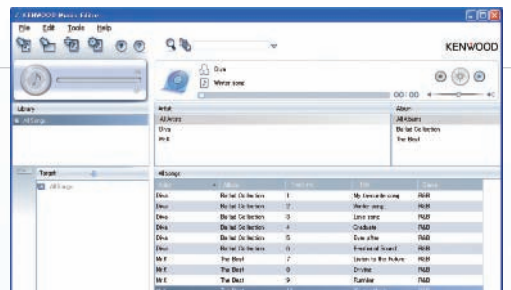 KENWOOD Music Editor
File Edit Tools Help
KENWOOD
Diva
Winter song
00:00
Library
All Songs
Artist
All Artists
Diva
Mr.K
Album
All Albums
Ballad Collection
The Best
Target
All Songs
All Songs
Diva Ballad Collection 1 My favourite song R&B
Diva Ballad Collection 2 Winter song R&B
Diva Ballad Collection 3 Love song R&B
Diva Ballad Collection 4 Graduate R&B
Diva Ballad Collection 5 Ever after R&B
Diva Ballad Collection 6 Emotional Sound R&B
Mr.K The Best 7 Listen to the Future R&B
Mr.K The Best 8 Driving R&B
Mr.K The Best 9 Runner R&B